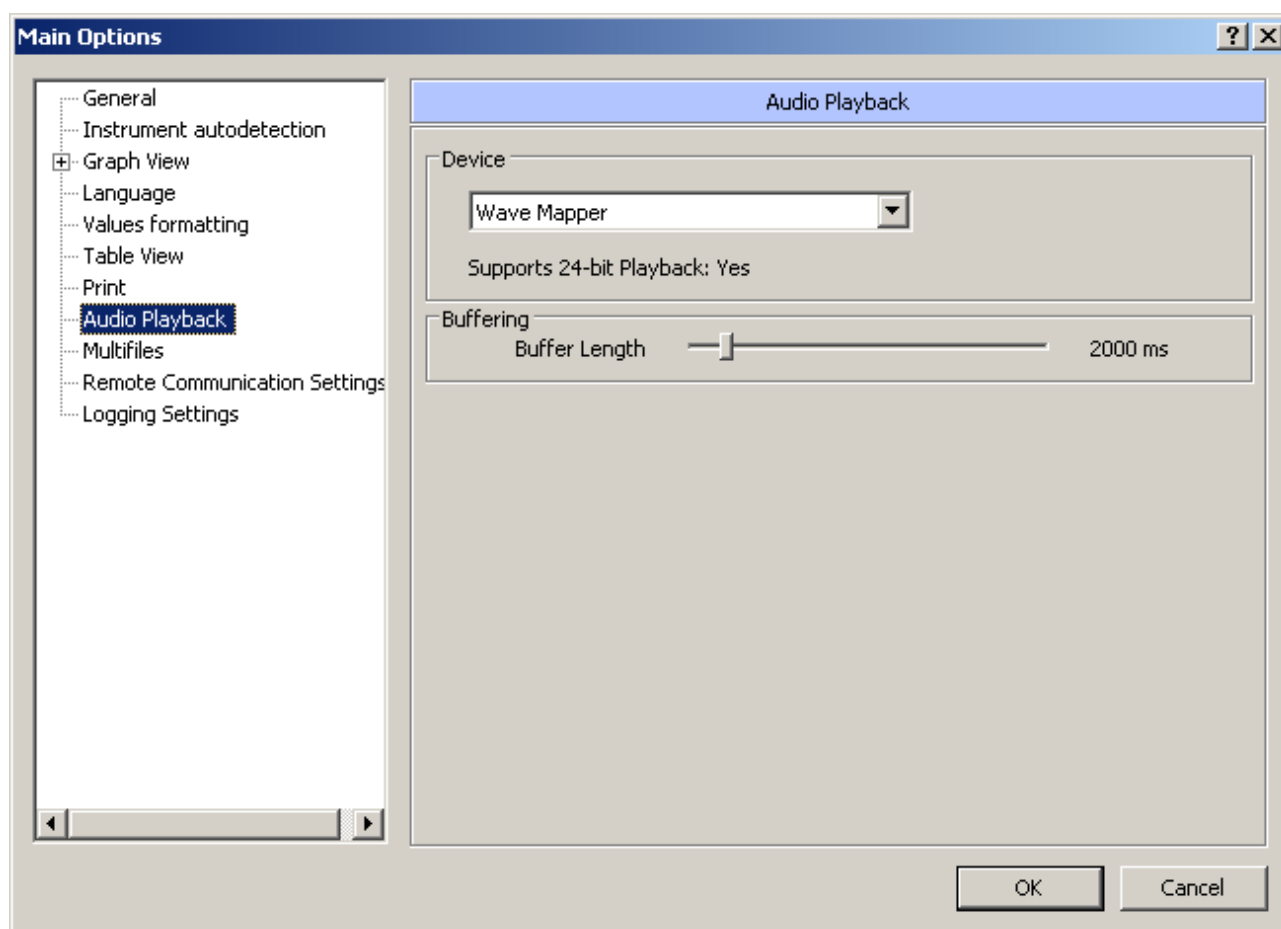 Main Options
General
Instrument autodetection
Graph View
Language
Values formatting
Table View
Print
Audio Playback
Multifiles
Remote Communication Settings
Logging Settings
Audio Playback
Device
Wave Mapper
Supports 24-bit Playback: Yes
Buffering
Buffer Length 2000 ms
OK Cancel